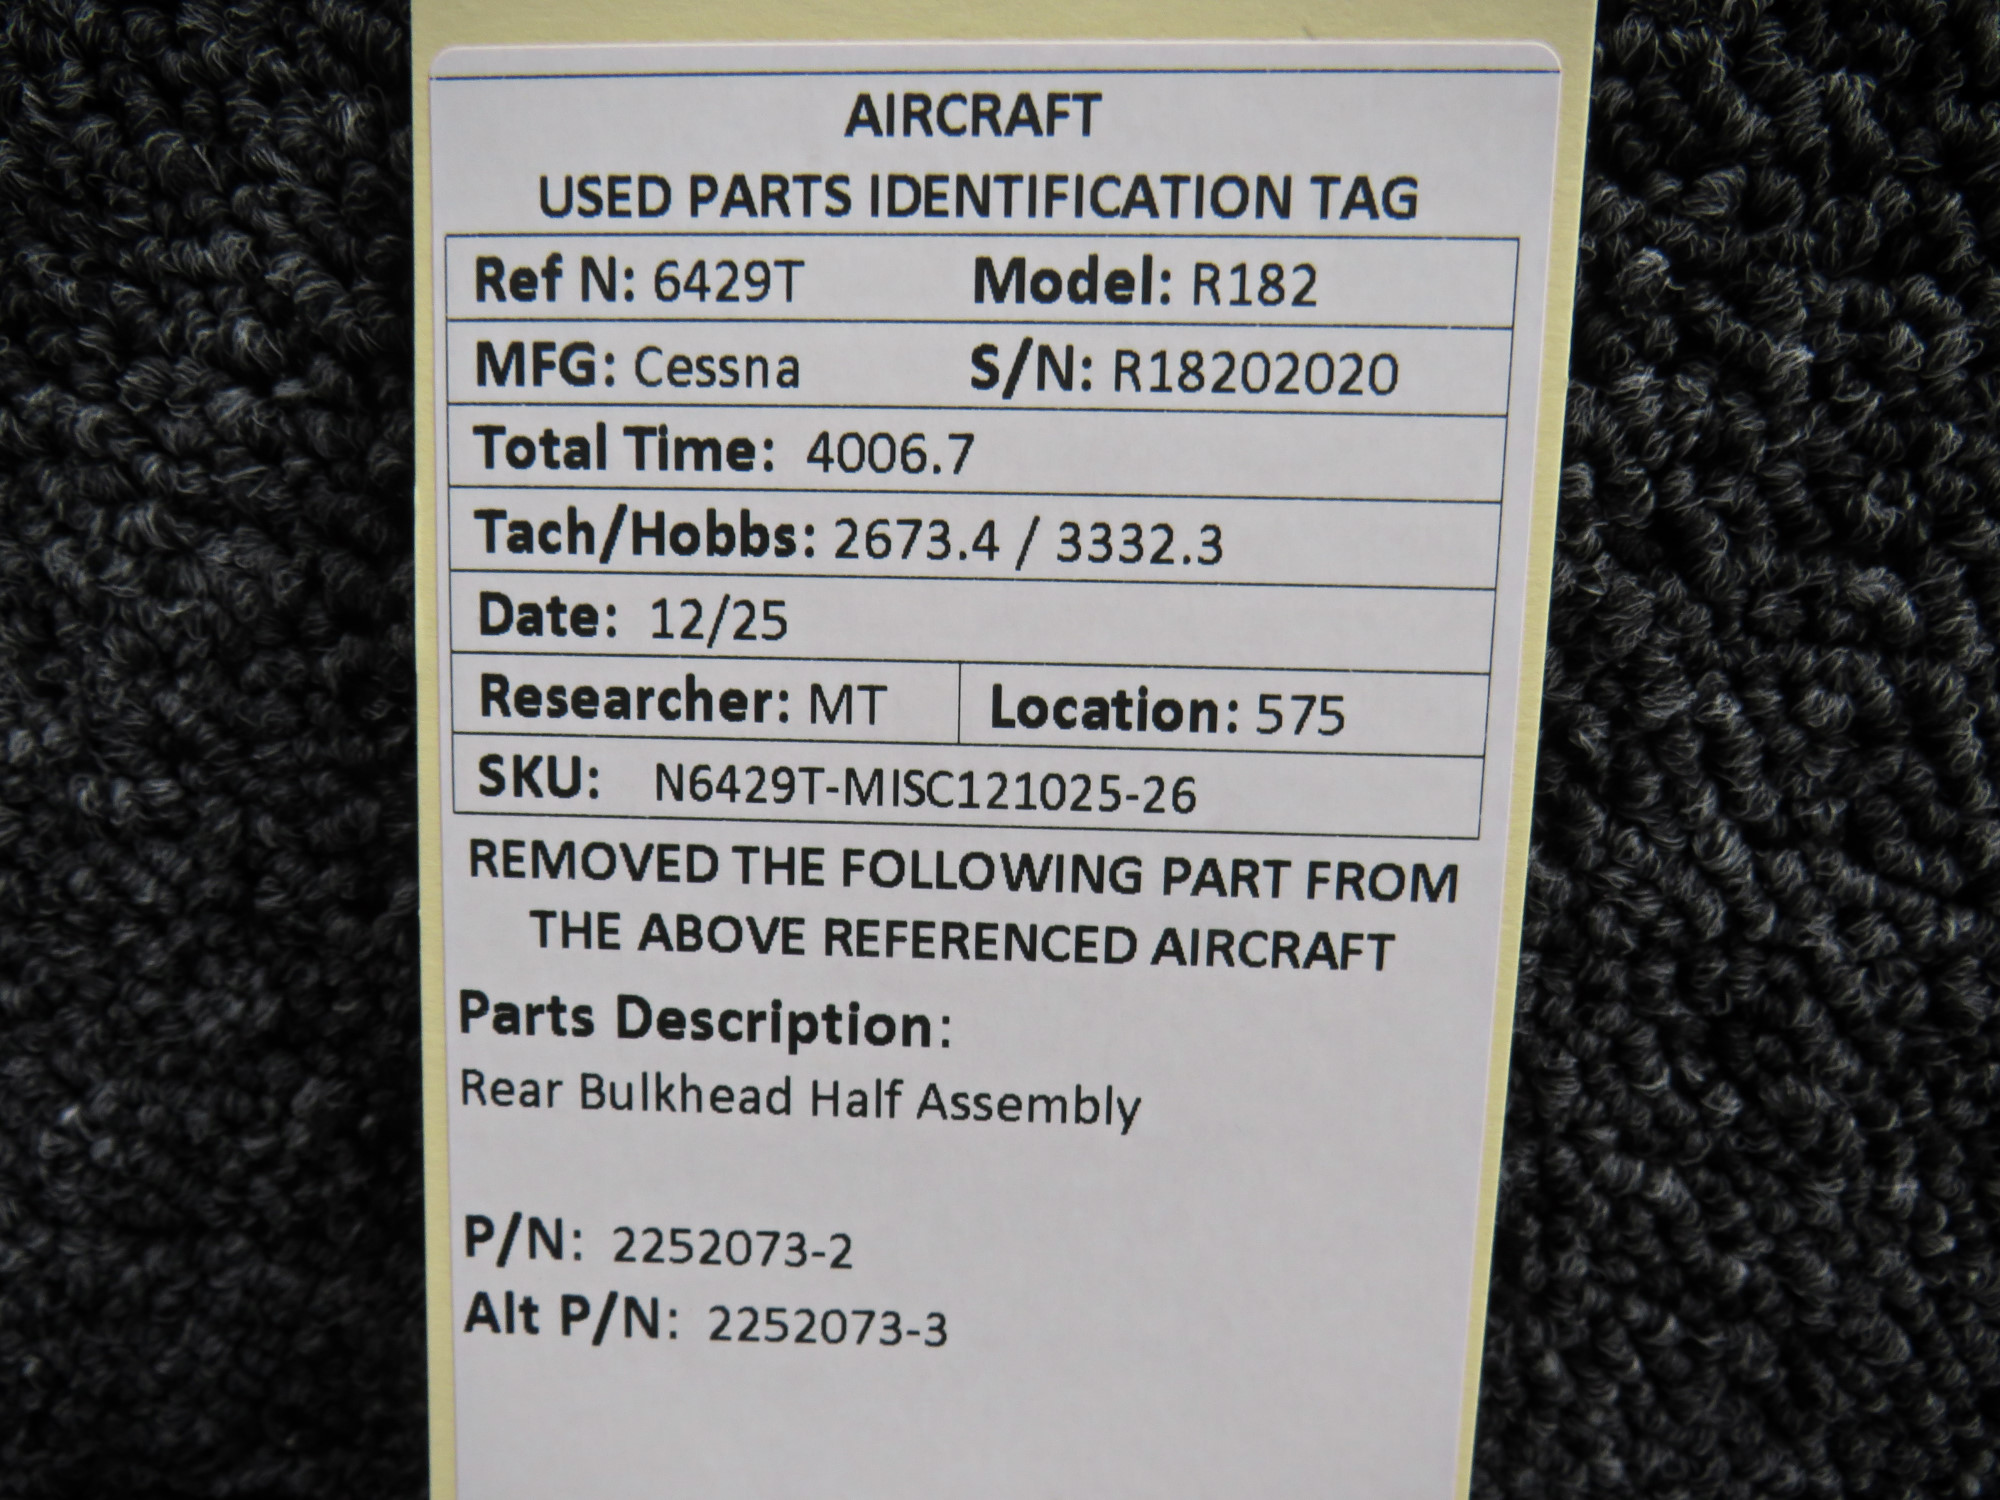 AIRCRAFT
USED PARTS IDENTIFICATION TAG
Ref N: 6429T Model: R182
MFG: Cessna S/N: R18202020
Total Time: 4006.7
Tach/Hobbs: 2673.4 / 3332.3
Date: 12/25
Researcher: MT Location: 575
SKU: N6429T-MISC121025-26
REMOVED THE FOLLOWING PART FROM
THE ABOVE REFERENCED AIRCRAFT
Parts Description:
Rear Bulkhead Half Assembly
P/N: 2252073-2
Alt P/N: 2252073-3